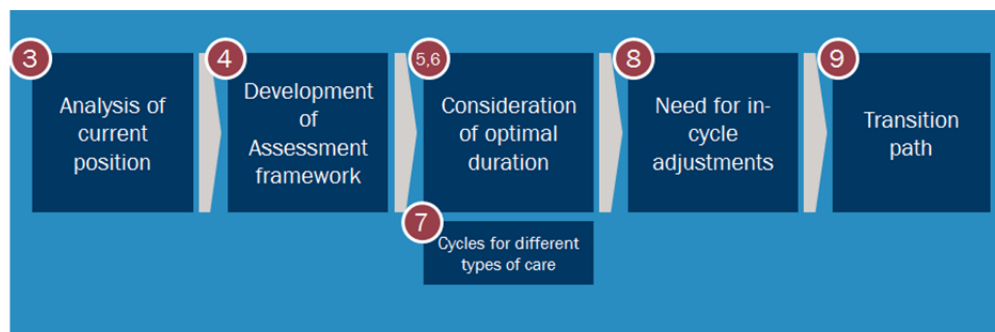 3
Analysis of
current
position
4
Development
of
Assessment
framework
5,6
Consideration
of optimal
duration
7
Cycles for different
types of care
8
Need for in-
cycle
adjustments
9
Transition
path